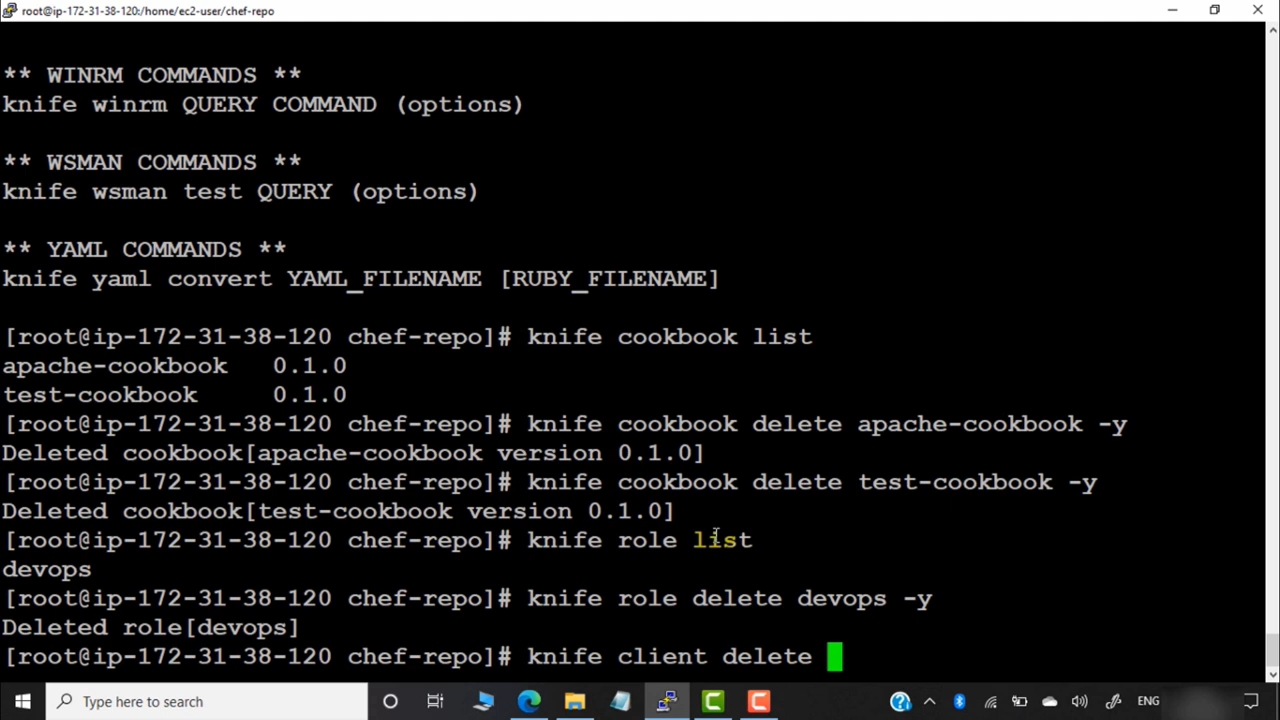 root@ip-172-31-38-120:/home/ec2-user/chef-repo
** WINRM COMMANDS **
knife winrm QUERY COMMAND (options)
** WSMAN COMMANDS **
knife wsman test QUERY (options)
** YAML COMMANDS **
knife yaml convert YAML_FILENAME [RUBY_FILENAME]
[root@ip-172-31-38-120 chef-repo]# knife cookbook list
apache-cookbook   0.1.0
test-cookbook     0.1.0
[root@ip-172-31-38-120 chef-repo]# knife cookbook delete apache-cookbook -y
Deleted cookbook[apache-cookbook version 0.1.0]
[root@ip-172-31-38-120 chef-repo]# knife cookbook delete test-cookbook -y
Deleted cookbook[test-cookbook version 0.1.0]
[root@ip-172-31-38-120 chef-repo]# knife role list
devops
[root@ip-172-31-38-120 chef-repo]# knife role delete devops -y
Deleted role[devops]
[root@ip-172-31-38-120 chef-repo]# knife client delete
Type here to search
ENG